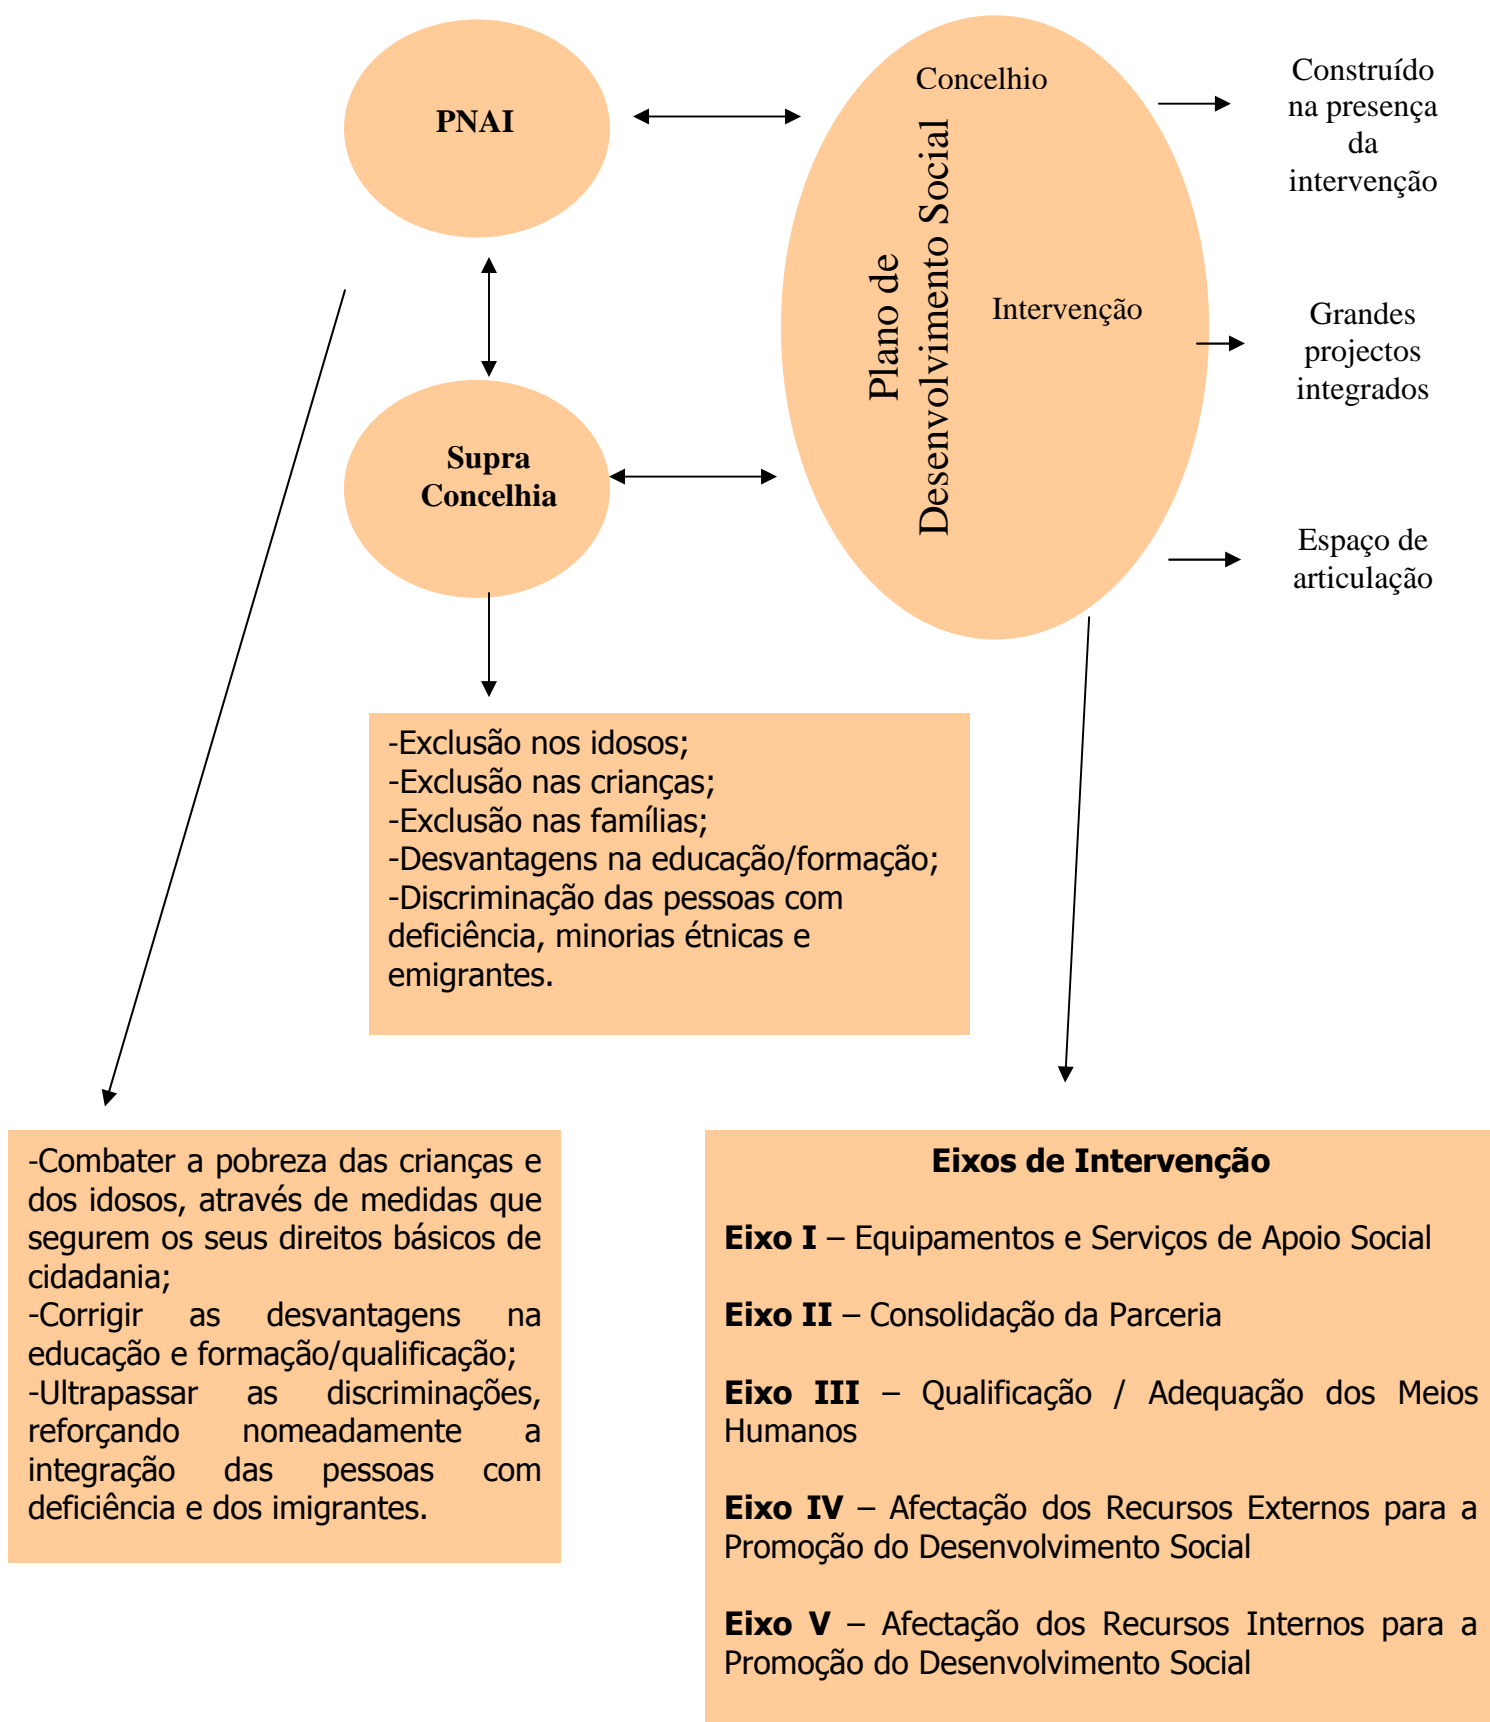 PNAI
Concelhio
Plano de
Desenvolvimento Social
Intervenção
Construído
na presença
da
intervenção
Grandes
projectos
integrados
Supra
Concelhia
Espaço de
articulação
-Exclusão nos idosos;
-Exclusão nas crianças;
-Exclusão nas famílias;
-Desvantagens na educação/formação;
-Discriminação das pessoas com
deficiência, minorias étnicas e
emigrantes.
-Combater a pobreza das crianças e
dos idosos, através de medidas que
segurem os seus direitos básicos de
cidadania;
-Corrigir as desvantagens na
educação e formação/qualificação;
-Ultrapassar as discriminações,
reforçando nomeadamente a
integração das pessoas com
deficiência e dos imigrantes.
Eixos de Intervenção
Eixo I – Equipamentos e Serviços de Apoio Social
Eixo II – Consolidação da Parceria
Eixo III – Qualificação / Adequação dos Meios
Humanos
Eixo IV – Afectação dos Recursos Externos para a
Promoção do Desenvolvimento Social
Eixo V – Afectação dos Recursos Internos para a
Promoção do Desenvolvimento Social